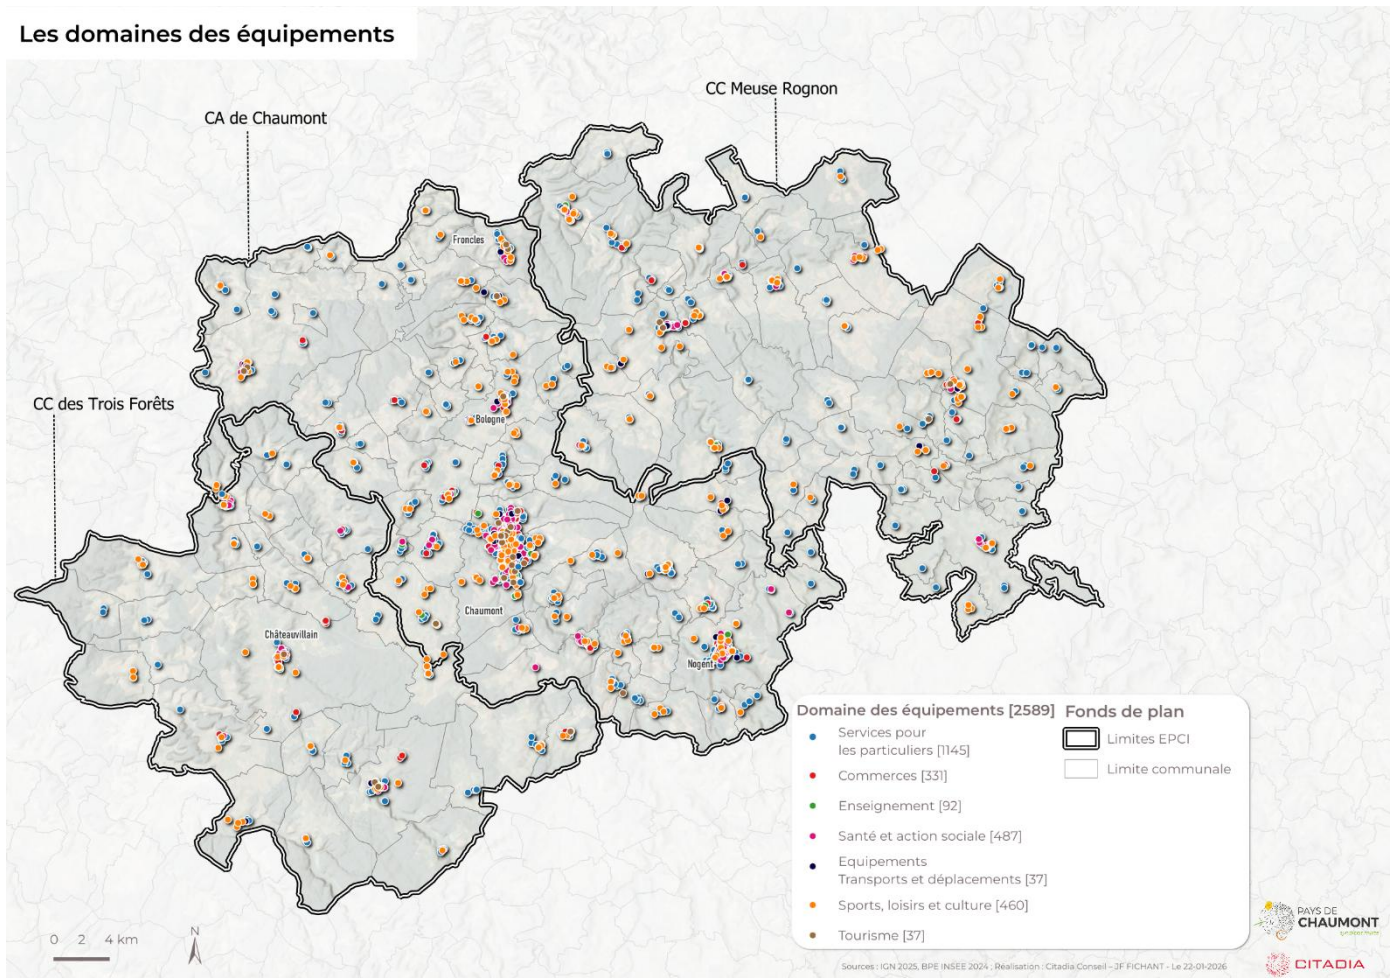 Les domaines des équipements
CC Meuse Rognon
CA de Chaumont
Froncles
CC des Trois Forêts
Bologne
Chaumont
Châteauvillain
Nogent
Domaine des équipements [2589]
Services pour
les particuliers [1145]
Commerces [331]
Enseignement [92]
Santé et action sociale [487]
Equipements
Transports et déplacements [37]
Sports, loisirs et culture [460]
Tourisme [37]
Fonds de plan
Limites EPCI
Limite communale
0 2 4 km
N
PAYS DE
CHAUMONT
CITADIA
Sources : IGN 2025, BPE INSEE 2024 ; Réalisation : Citadia Conseil - JF FICHANT - Le 22-01-2026